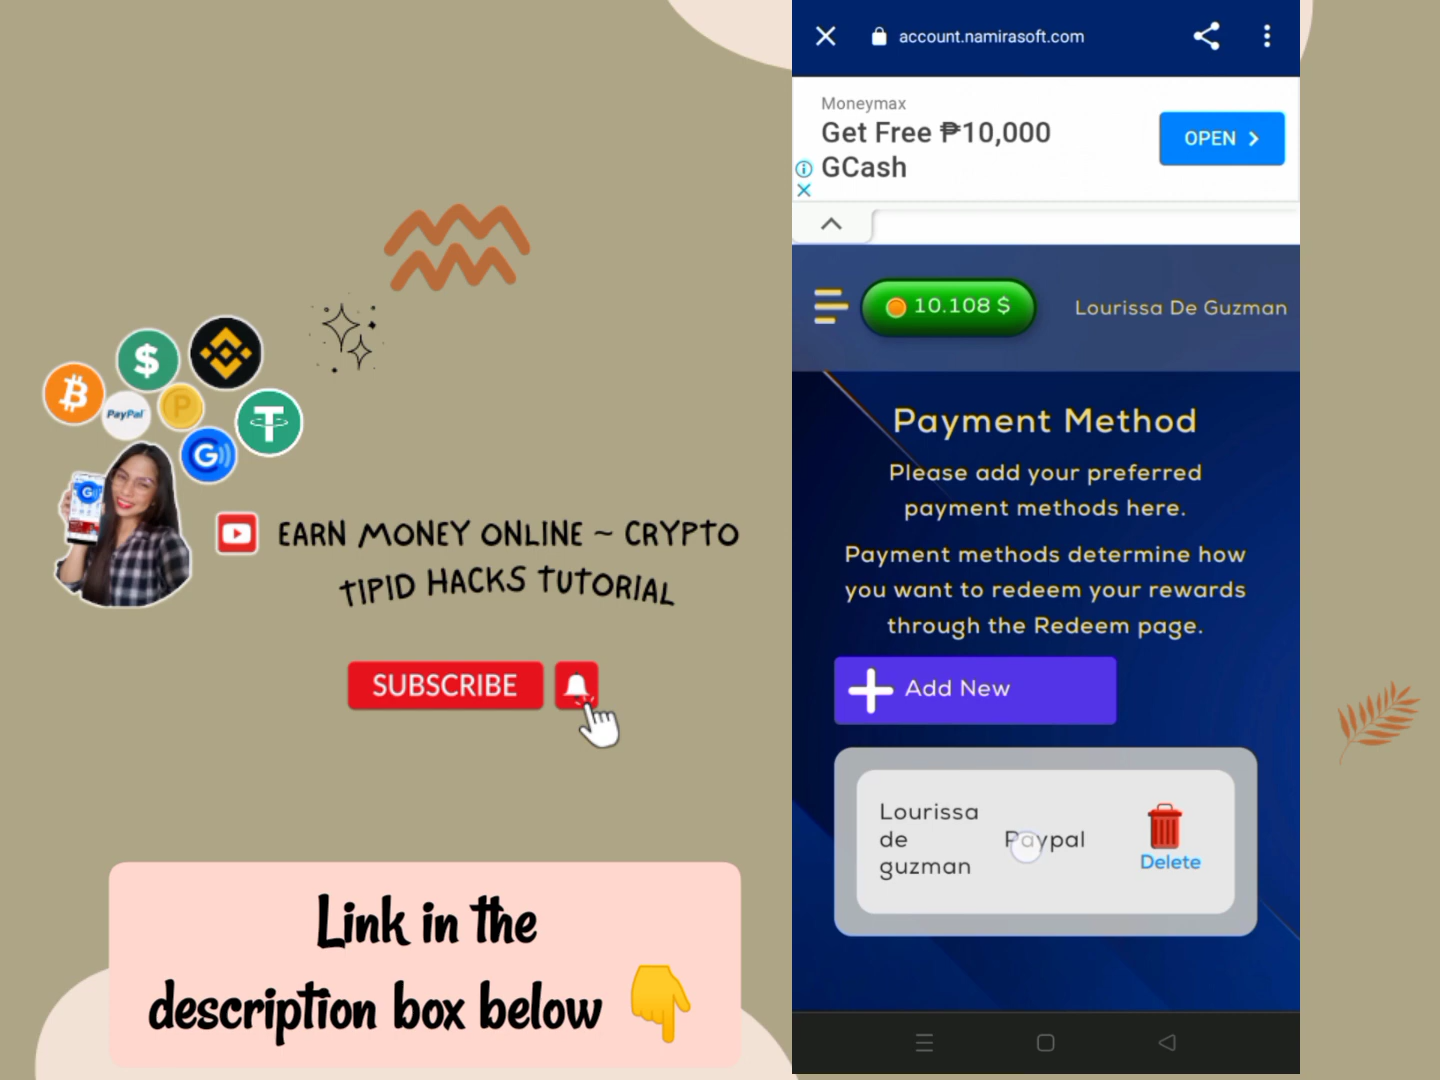 PayPal
EARN MONEY ONLINE ~ CRYPTO
TIPID HACKS TUTORIAL
SUBSCRIBE
Link in the
description box below
account.namirasoft.com
Moneymax
Get Free ₱10,000
GCash
OPEN
10.108 $
Lourissa De Guzman
Payment Method
Please add your preferred
payment methods here.
Payment methods determine how
you want to redeem your rewards
through the Redeem page.
Add New
Lourissa
de
guzman
Paypal
Delete